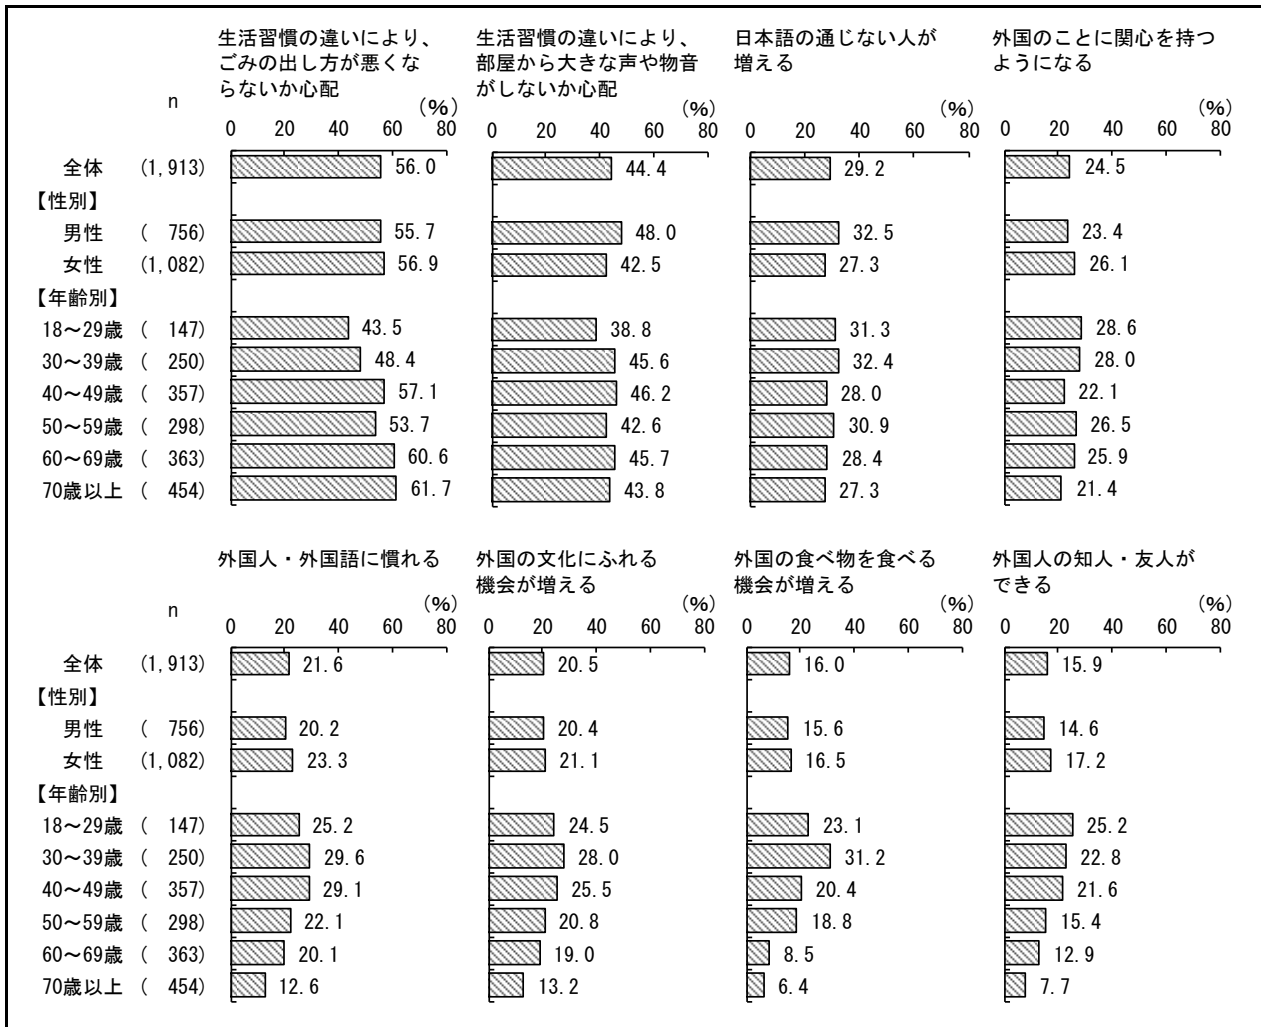 生活習慣の違いにより、
ごみの出し方が悪くな
らないか心配
生活習慣の違いにより、
部屋から大きな声や物音
がしないか心配
日本語の通じない人が
増える
外国のことに関心を持つ
ようになる
n
(%) (%) (%) (%)
0 20 40 60 80 0 20 40 60 80 0 20 40 60 80 0 20 40 60 80
全体 (1,913) 56.0 44.4 29.2 24.5
【性別】
男性 ( 756) 55.7 48.0 32.5 23.4
女性 (1,082) 56.9 42.5 27.3 26.1
【年齢別】
18～29歳 ( 147) 43.5 38.8 31.3 28.6
30～39歳 ( 250) 48.4 45.6 32.4 28.0
40～49歳 ( 357) 57.1 46.2 28.0 22.1
50～59歳 ( 298) 53.7 42.6 30.9 26.5
60～69歳 ( 363) 60.6 45.7 28.4 25.9
70歳以上 ( 454) 61.7 43.8 27.3 21.4
外国人・外国語に慣れる
外国の文化にふれる
機会が増える
外国の食べ物を食べる
機会が増える
外国人の知人・友人が
できる
n
(%) (%) (%) (%)
0 20 40 60 80 0 20 40 60 80 0 20 40 60 80 0 20 40 60 80
全体 (1,913) 21.6 20.5 16.0 15.9
【性別】
男性 ( 756) 20.2 20.4 15.6 14.6
女性 (1,082) 23.3 21.1 16.5 17.2
【年齢別】
18～29歳 ( 147) 25.2 24.5 23.1 25.2
30～39歳 ( 250) 29.6 28.0 31.2 22.8
40～49歳 ( 357) 29.1 25.5 20.4 21.6
50～59歳 ( 298) 22.1 20.8 18.8 15.4
60～69歳 ( 363) 20.1 19.0 8.5 12.9
70歳以上 ( 454) 12.6 13.2 6.4 7.7